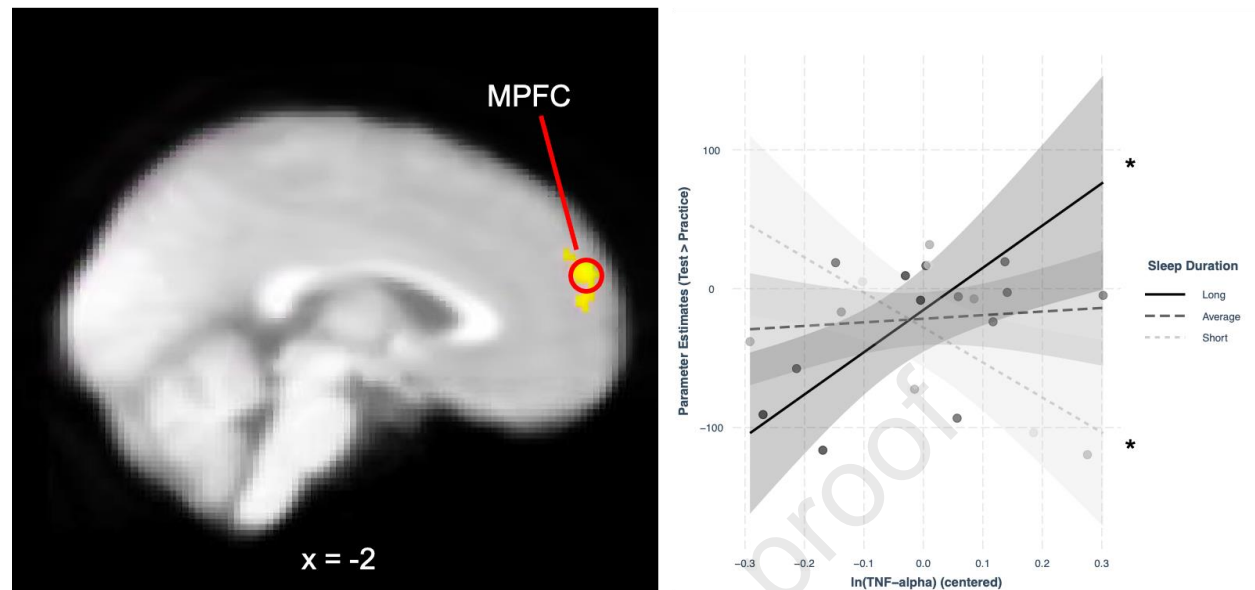 MPFC
x = -2
Parameter Estimates (Test > Practice)
100
0
−100
−0.3 −0.2 −0.1 0.0 0.1 0.2 0.3
ln(TNF−alpha) (centered)
*
*
Sleep Duration
Long
Average
Short
proof